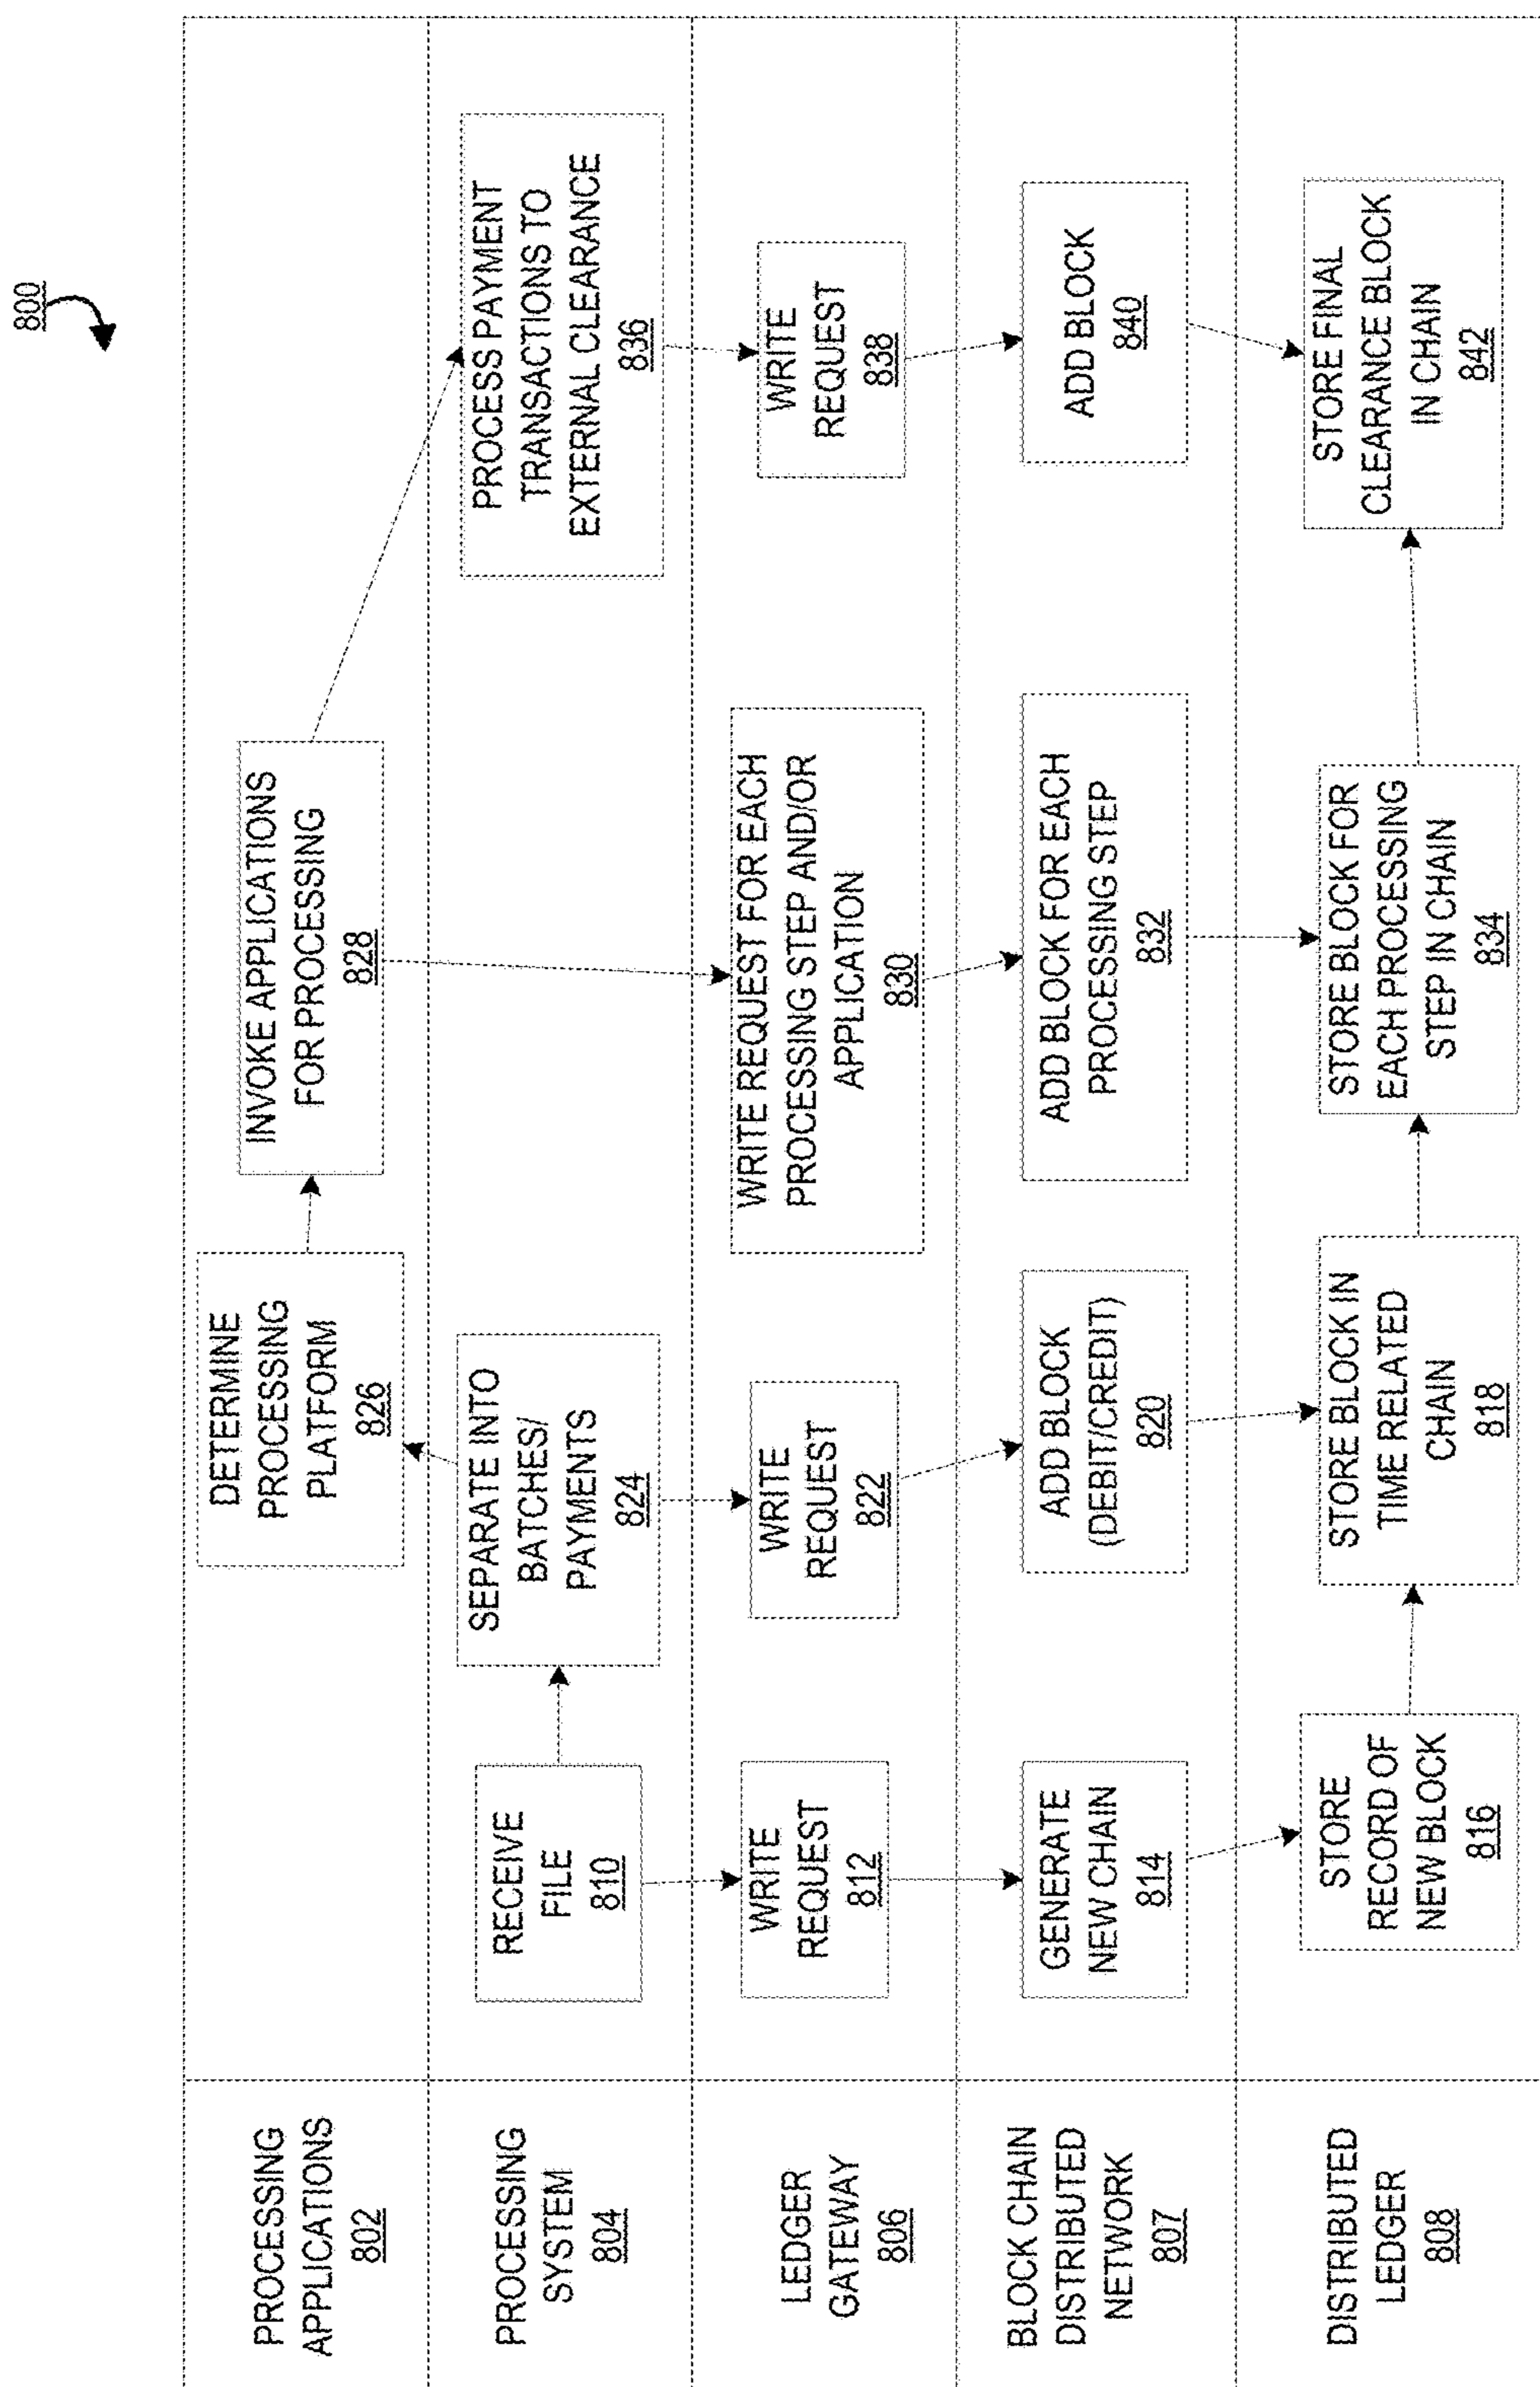 800
PROCESSING
APPLICATIONS
802
DETERMINE
PROCESSING
PLATFORM
826
INVOKE APPLICATIONS
FOR PROCESSING
828
PROCESSING
SYSTEM
804
RECEIVE
FILE
810
SEPARATE INTO
BATCHES/
PAYMENTS
824
PROCESS PAYMENT
TRANSACTIONS TO
EXTERNAL CLEARANCE
836
LEDGER
GATEWAY
806
WRITE
REQUEST
812
WRITE
REQUEST
822
WRITE REQUEST FOR EACH
PROCESSING STEP AND/OR
APPLICATION
830
WRITE
REQUEST
838
BLOCK CHAIN
DISTRIBUTED
NETWORK
807
GENERATE
NEW CHAIN
814
ADD BLOCK
(DEBIT/CREDIT)
820
ADD BLOCK FOR EACH
PROCESSING STEP
832
ADD BLOCK
840
DISTRIBUTED
LEDGER
808
STORE
RECORD OF
NEW BLOCK
816
STORE BLOCK IN
TIME RELATED
CHAIN
818
STORE BLOCK FOR
EACH PROCESSING
STEP IN CHAIN
834
STORE FINAL
CLEARANCE BLOCK
IN CHAIN
842